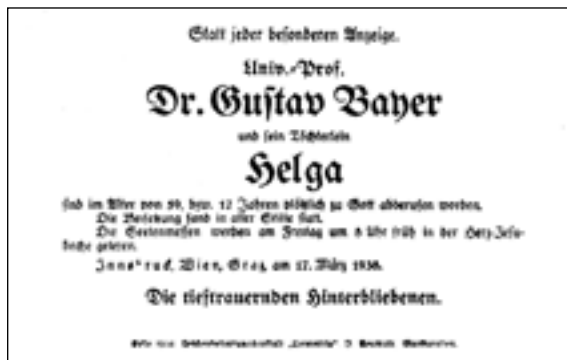 Statt jeder besonderen Anzeige.
Univ.-Prof.
Dr. Gustav Bayer
und sein Töchterlein
Helga
sind im Alter von 59, bzw. 17 Jahren plötzlich zu Gott abberufen worden.
Die Beisetzung fand in aller Stille statt.
Die Seelenmessen werden am Freitag um 8 Uhr früh in der Herz-Jesu-
kirche gelesen.
Innsbruck, Wien, Graz, am 17. März 1938.
Die tieftrauernden Hinterbliebenen.